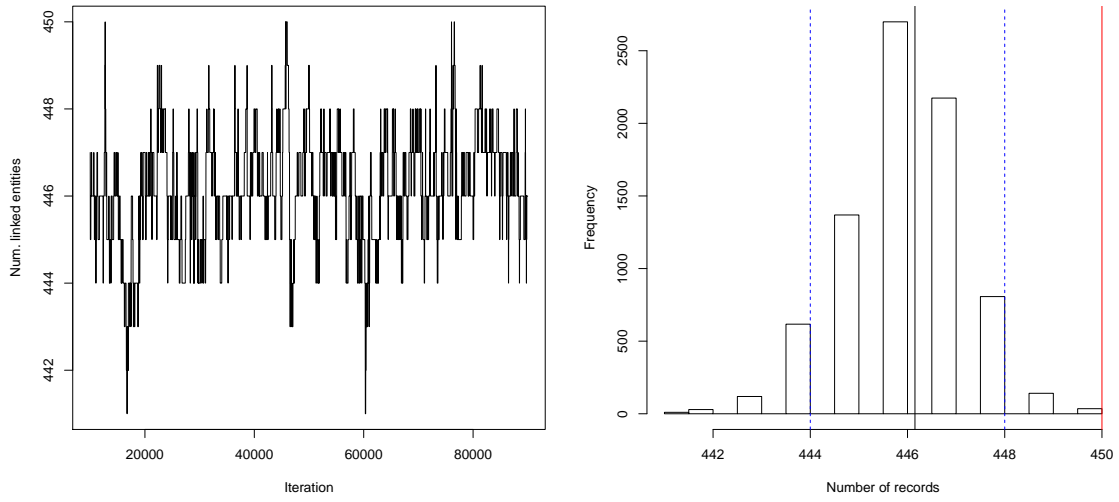 450
448
446
444
442
Num. linked entities
20000 40000 60000 80000
Iteration
2500
2000
1500
1000
500
0
Frequency
442 444 446 448 450
Number of records